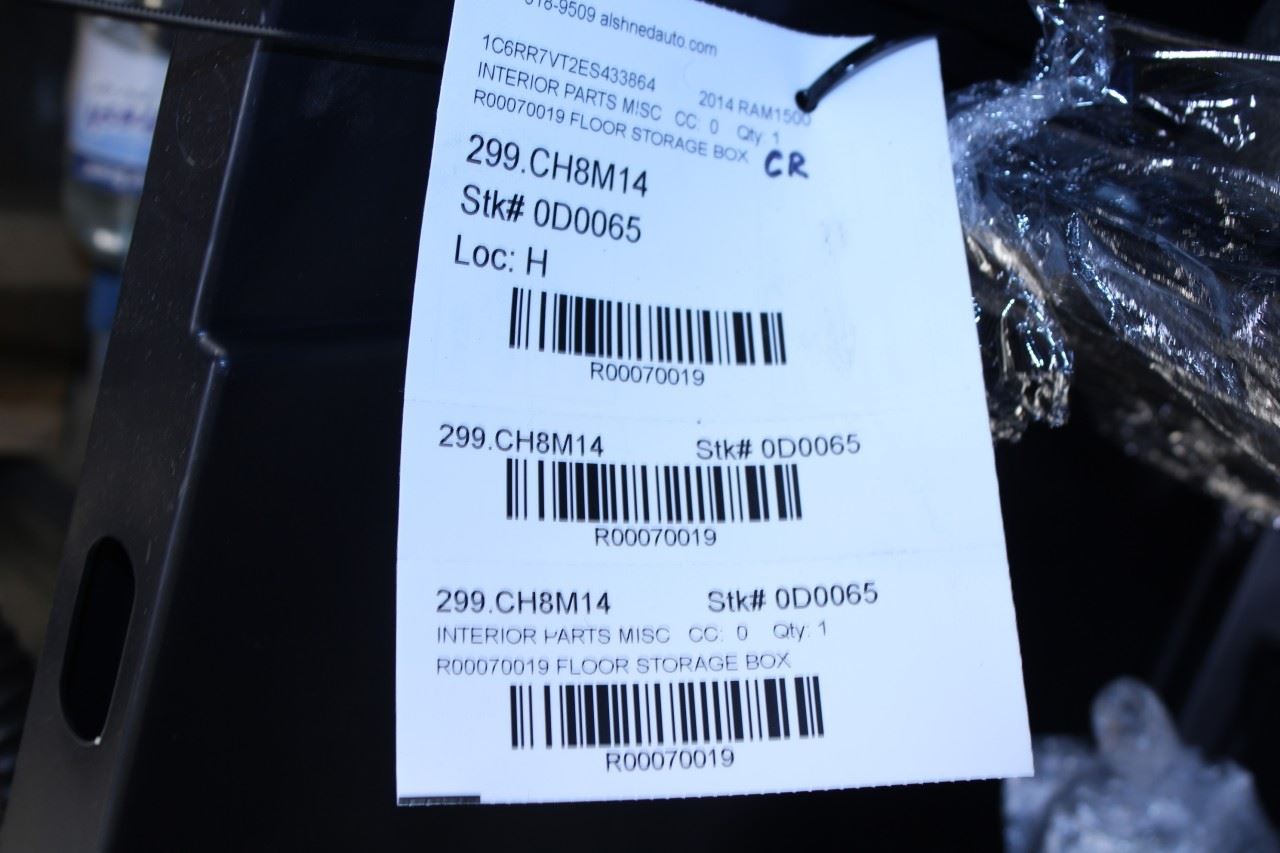 018-9509 alshnedauto.com
1C6RR7VT2ES433864 2014 RAM1500
INTERIOR PARTS MISC CC: 0 Qty 1
R00070019 FLOOR STORAGE BOX CR
299.CH8M14
Stk# 0D0065
Loc: H
R00070019
299.CH8M14 Stk# 0D0065
R00070019
299.CH8M14 Stk# 0D0065
INTERIOR PARTS MISC CC: 0 Qty: 1
R00070019 FLOOR STORAGE BOX
R00070019